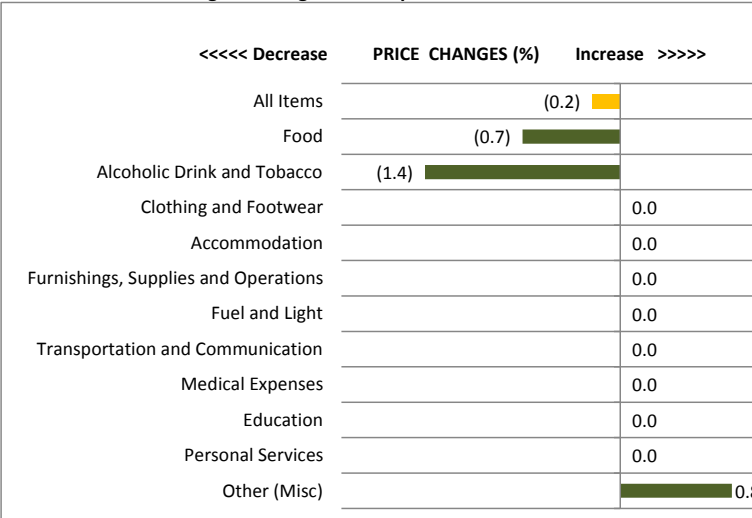 <<<<< Decrease PRICE CHANGES (%) Increase >>>>>
All Items (0.2)
Food (0.7)
Alcoholic Drink and Tobacco (1.4)
Clothing and Footwear 0.0
Accommodation 0.0
Furnishings, Supplies and Operations 0.0
Fuel and Light 0.0
Transportation and Communication 0.0
Medical Expenses 0.0
Education 0.0
Personal Services 0.0
Other (Misc) 0.8